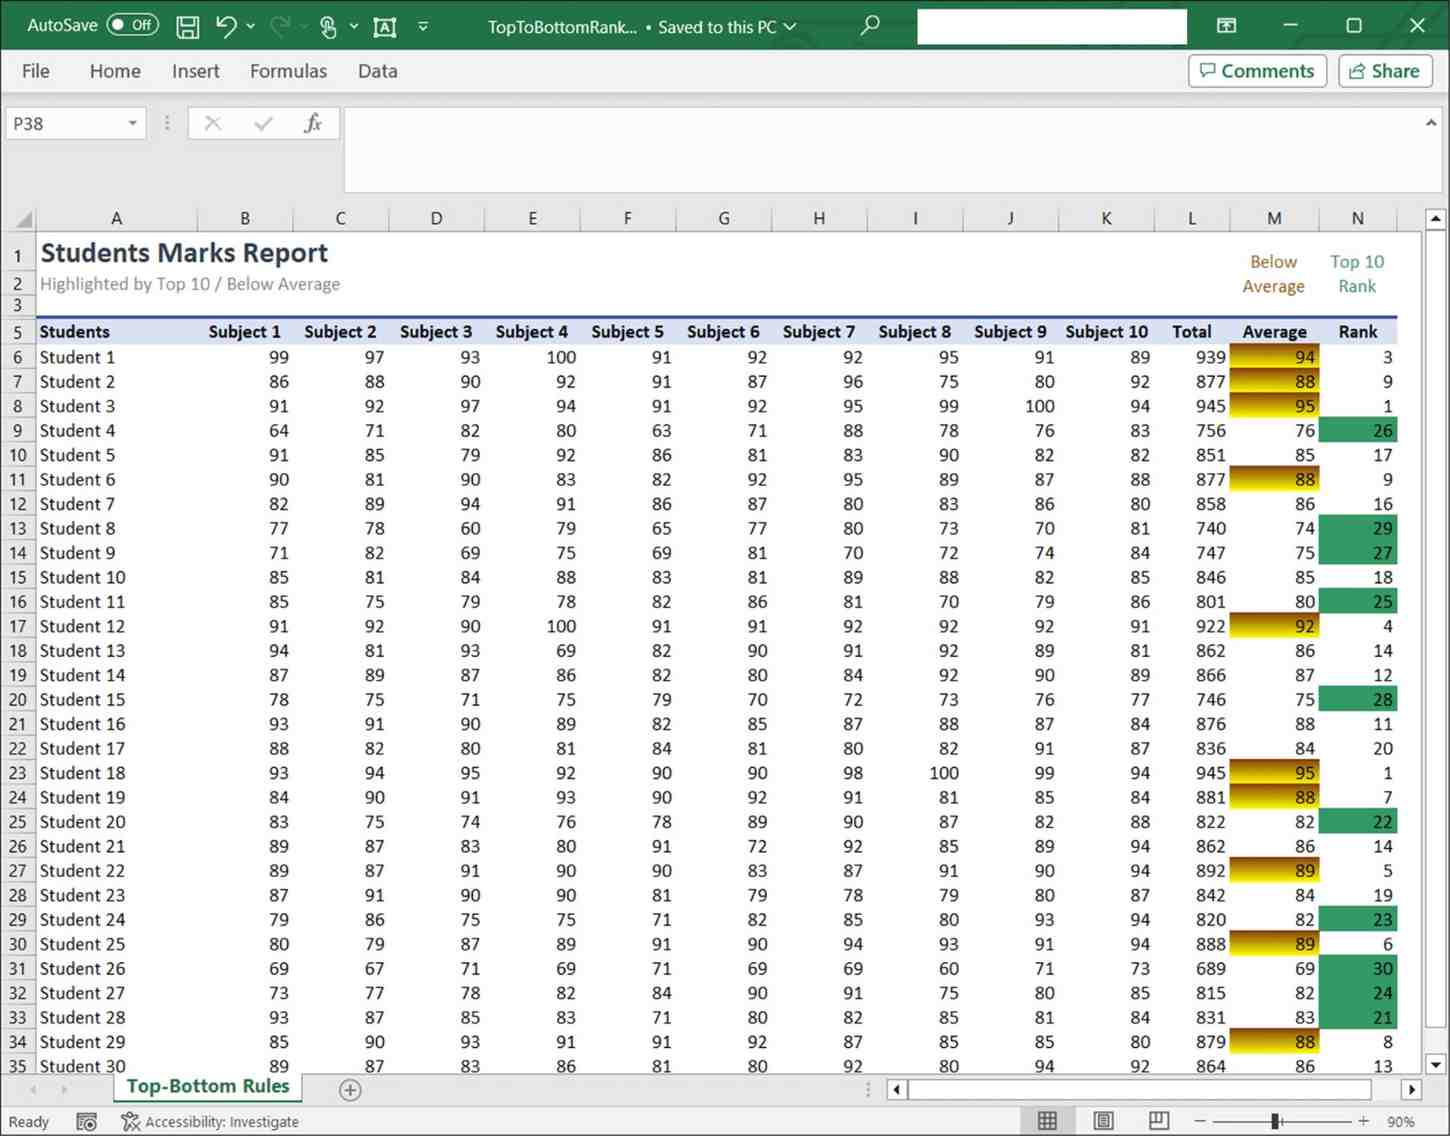 AutoSave Off TopToBottomRank... • Saved to this PC
File Home Insert Formulas Data Comments Share
P38 fx
A B C D E F G H I J K L M N
1 Students Marks Report Below Top 10
2 Highlighted by Top 10 / Below Average Average Rank
3
5 Students Subject 1 Subject 2 Subject 3 Subject 4 Subject 5 Subject 6 Subject 7 Subject 8 Subject 9 Subject 10 Total Average Rank
6 Student 1 99 97 93 100 91 92 92 95 91 89 939 94 3
7 Student 2 86 88 90 92 91 87 96 75 80 92 877 88 9
8 Student 3 91 92 97 94 91 92 95 99 100 94 945 95 1
9 Student 4 64 71 82 80 63 71 88 78 76 83 756 76 26
10 Student 5 91 85 79 92 86 81 83 90 82 82 851 85 17
11 Student 6 90 81 90 83 82 92 95 89 87 88 877 88 9
12 Student 7 82 89 94 91 86 87 80 83 86 80 858 86 16
13 Student 8 77 78 60 79 65 77 80 73 70 81 740 74 29
14 Student 9 71 82 69 75 69 81 70 72 74 84 747 75 27
15 Student 10 85 81 84 88 83 81 89 88 82 85 846 85 18
16 Student 11 85 75 79 78 82 86 81 70 79 86 801 80 25
17 Student 12 91 92 90 100 91 91 92 92 92 91 922 92 4
18 Student 13 94 81 93 69 82 90 91 92 89 81 862 86 14
19 Student 14 87 89 87 86 82 80 84 92 90 89 866 87 12
20 Student 15 78 75 71 75 79 70 72 73 76 77 746 75 28
21 Student 16 93 91 90 89 82 85 87 88 87 84 876 88 11
22 Student 17 88 82 80 81 84 81 80 82 91 87 836 84 20
23 Student 18 93 94 95 92 90 90 98 100 99 94 945 95 1
24 Student 19 84 90 91 93 90 92 91 81 85 84 881 88 7
25 Student 20 83 75 74 76 78 89 90 87 82 88 822 82 22
26 Student 21 89 87 83 80 91 72 92 85 89 94 862 86 14
27 Student 22 89 87 91 90 90 83 87 91 90 94 892 89 5
28 Student 23 87 91 90 90 81 79 78 79 80 87 842 84 19
29 Student 24 79 86 75 75 71 82 85 80 93 94 820 82 23
30 Student 25 80 79 87 89 91 90 94 93 91 94 888 89 6
31 Student 26 69 67 71 69 71 69 69 60 71 73 689 69 30
32 Student 27 73 77 78 82 84 90 91 75 80 85 815 82 24
33 Student 28 93 87 85 83 71 80 82 85 81 84 831 83 21
34 Student 29 85 90 93 91 91 92 87 85 85 80 879 88 8
35 Student 30 89 87 83 86 81 80 80 94 92 92 864 86 13
Top-Bottom Rules
Ready Accessibility: Investigate 90%